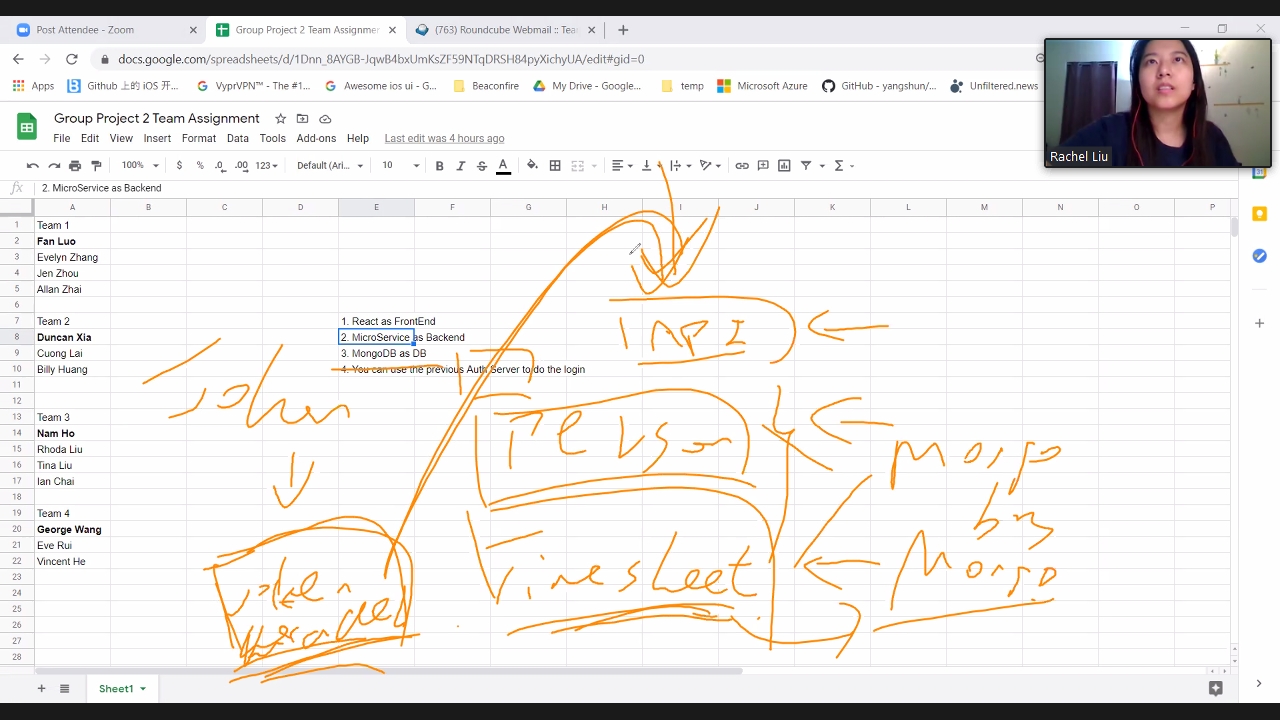 Post Attendee - Zoom
Group Project 2 Team Assignme
(763) Roundcube Webmail :: Tea
docs.google.com/spreadsheets/d/1Dnn_8AYGB-JqwB4bxUmKsZF59NTDDRSH84pyXichyUA/edit#gid=0
Apps
Github 上的 iOS 开...
VyprVPN - The #1...
Awesome ios ui - G...
Beaconfire
My Drive - Google...
temp
Microsoft Azure
GitHub - yangshun/...
Unfiltered.news
Rachel Liu
Group Project 2 Team Assignment
File Edit View Insert Format Data Tools Add-ons Help Last edit was 4 hours ago
100% $ % .0 .00 123 Default (Ari... 10 B I S A
fx 2. MicroService as Backend
A B C D E F G H I J K L M N O P
1 Team 1
2 Fan Luo
3 Evelyn Zhang
4 Jen Zhou
5 Allan Zhai
6
7 Team 2 1. React as FrontEnd
8 Duncan Xia 2. MicroService as Backend
9 Cuong Lai 3. MongoDB as DB
10 Billy Huang 4. You can use the previous Auth Server to do the login
11
12
13 Team 3
14 Nam Ho
15 Rhoda Liu
16 Tina Liu
17 Ian Chai
18
19 Team 4
20 George Wang
21 Eve Rui
22 Vincent He
23
24
25
26
27
28
API
Person
Timesheet
Token
Sheet1